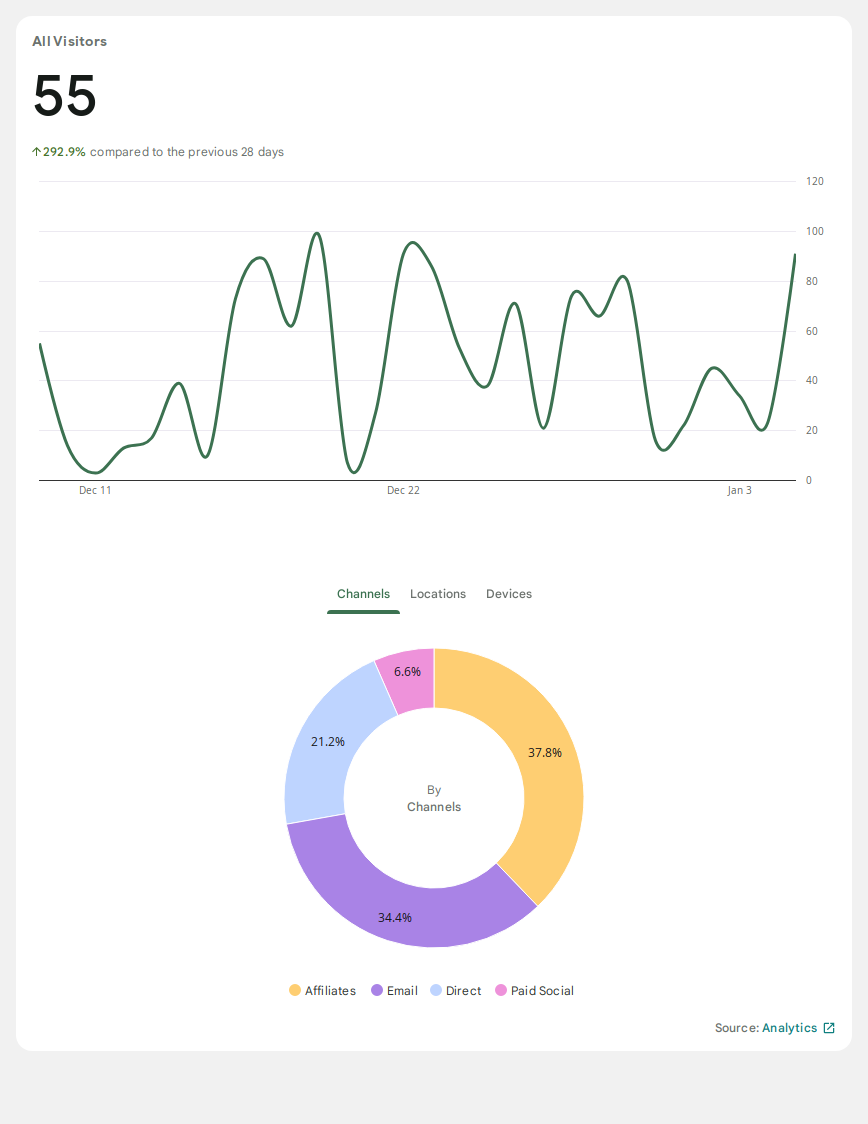 All Visitors
55
↑292.9% compared to the previous 28 days
120
100
80
60
40
20
0
Dec 11 Dec 22 Jan 3
Channels Locations Devices
6.6%
37.8%
21.2%
34.4%
By
Channels
Affiliates Email Direct Paid Social
Source: Analytics